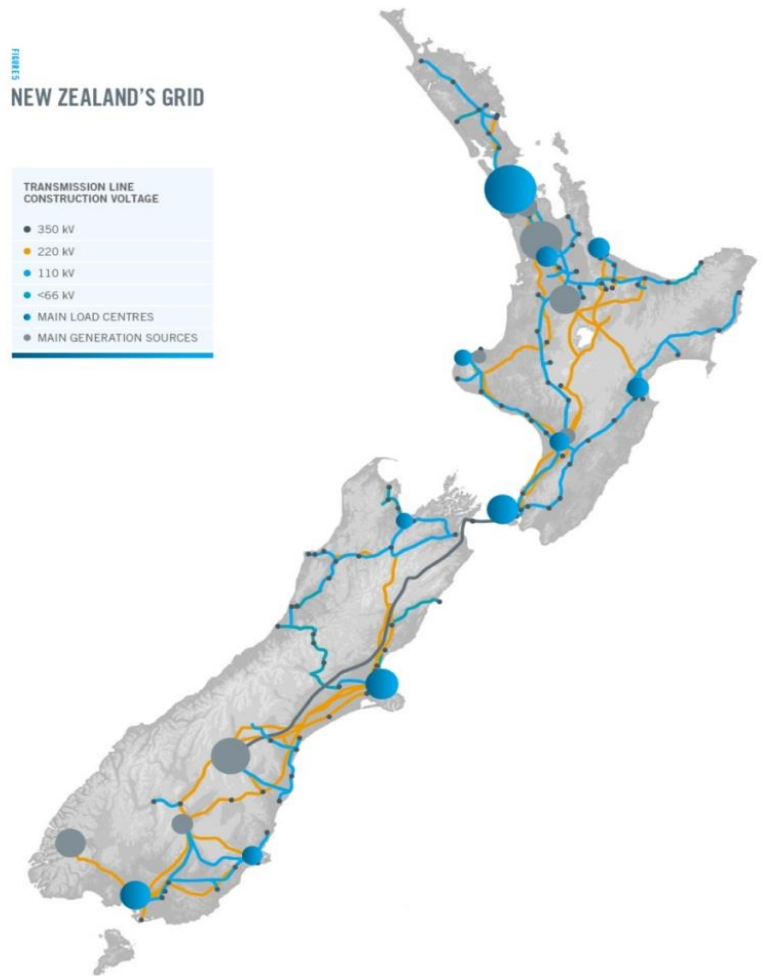 FIGURE 5
NEW ZEALAND'S GRID
TRANSMISSION LINE
CONSTRUCTION VOLTAGE
350 kV
220 kV
110 kV
<66 kV
MAIN LOAD CENTRES
MAIN GENERATION SOURCES